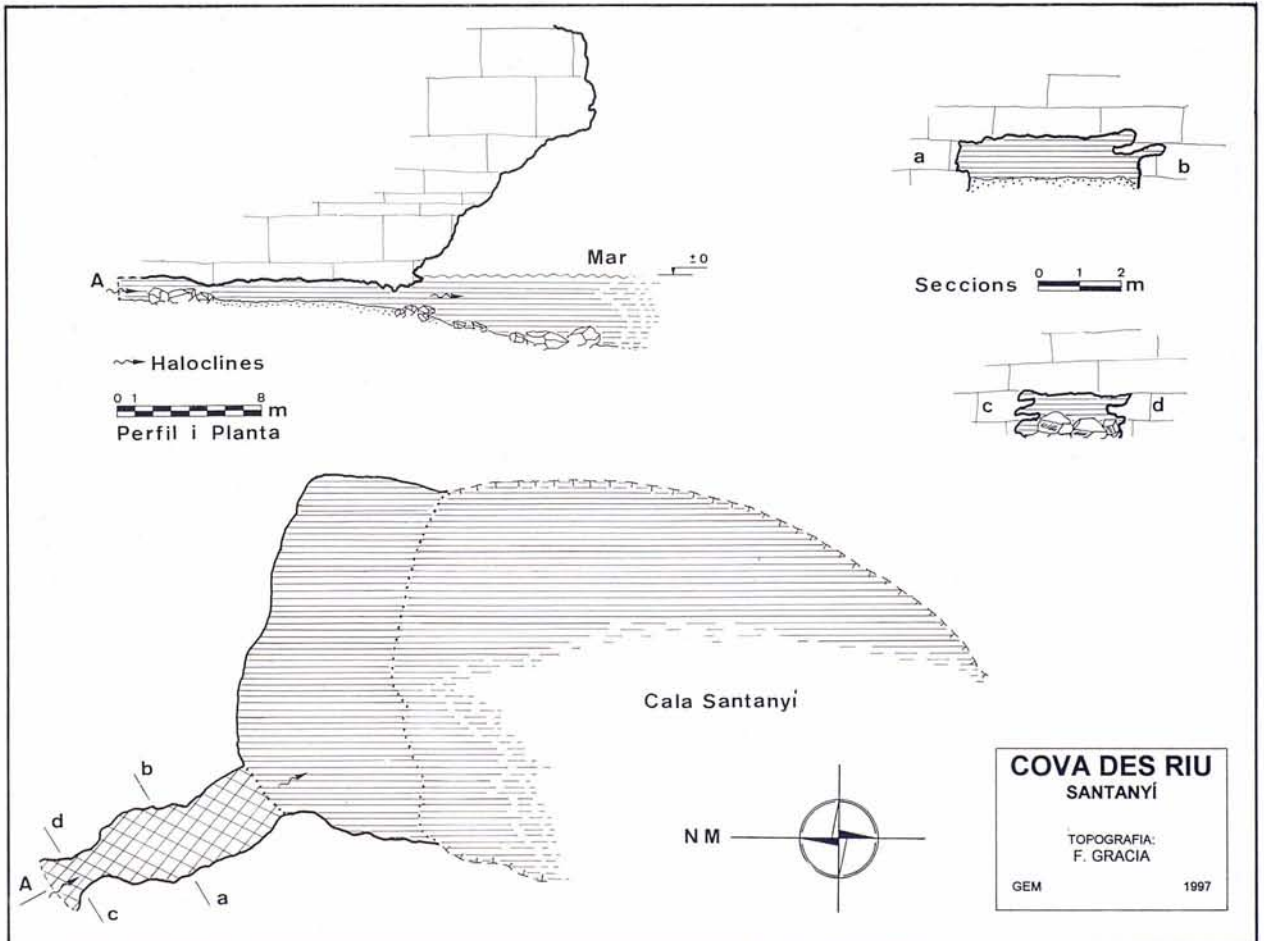 Mar
±0
A
Haloclines
0 1 8 m
Perfil i Planta
a
b
Seccions 0 1 2 m
c
d
Cala Santanyí
b
d
A
c
a
NM
COVA DES RIU
SANTANYÍ
TOPOGRAFIA:
F. GRACIA
GEM 1997